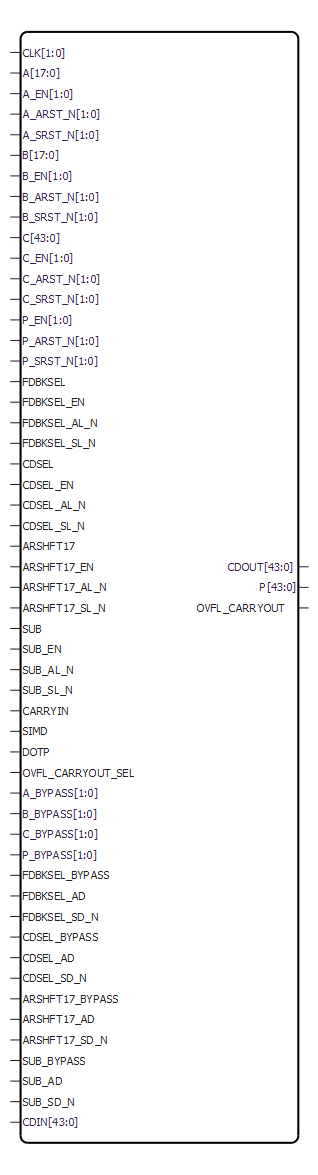 CLK[1:0]
A[17:0]
A_EN[1:0]
A_ARST_N[1:0]
A_SRST_N[1:0]
B[17:0]
B_EN[1:0]
B_ARST_N[1:0]
B_SRST_N[1:0]
C[43:0]
C_EN[1:0]
C_ARST_N[1:0]
C_SRST_N[1:0]
P_EN[1:0]
P_ARST_N[1:0]
P_SRST_N[1:0]
FDBKSEL
FDBKSEL_EN
FDBKSEL_AL_N
FDBKSEL_SL_N
CDSEL
CDSEL_EN
CDSEL_AL_N
CDSEL_SL_N
ARSHFT17
ARSHFT17_EN CDOUT[43:0]
ARSHFT17_AL_N P[43:0]
ARSHFT17_SL_N OVFL_CARRYOUT
SUB
SUB_EN
SUB_AL_N
SUB_SL_N
CARRYIN
SIMD
DOTP
OVFL_CARRYOUT_SEL
A_BYPASS[1:0]
B_BYPASS[1:0]
C_BYPASS[1:0]
P_BYPASS[1:0]
FDBKSEL_BYPASS
FDBKSEL_AD
FDBKSEL_SD_N
CDSEL_BYPASS
CDSEL_AD
CDSEL_SD_N
ARSHFT17_BYPASS
ARSHFT17_AD
ARSHFT17_SD_N
SUB_BYPASS
SUB_AD
SUB_SD_N
CDIN[43:0]